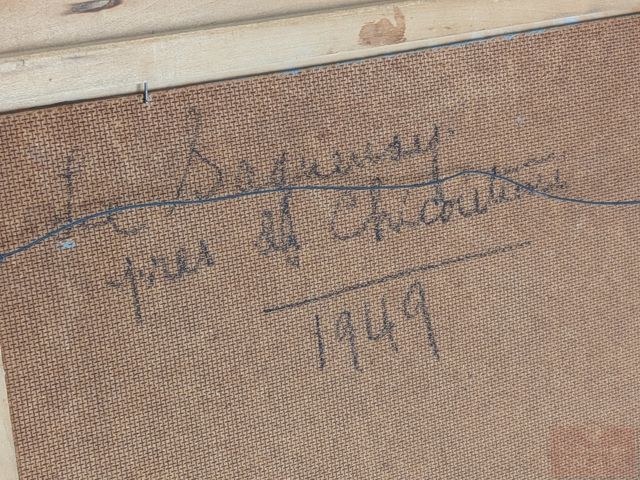 Le Saguenay
pres de Chicoutimi
1949